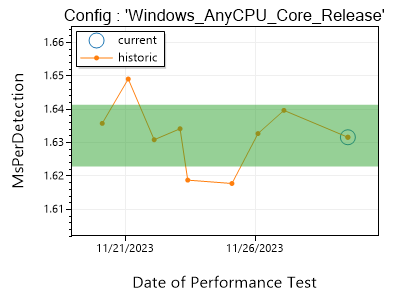 Config : 'Windows_AnyCPU_Core_Release'
current
historic
1.66
1.65
1.64
1.63
1.62
1.61
MsPerDetection
11/21/2023
11/26/2023
Date of Performance Test